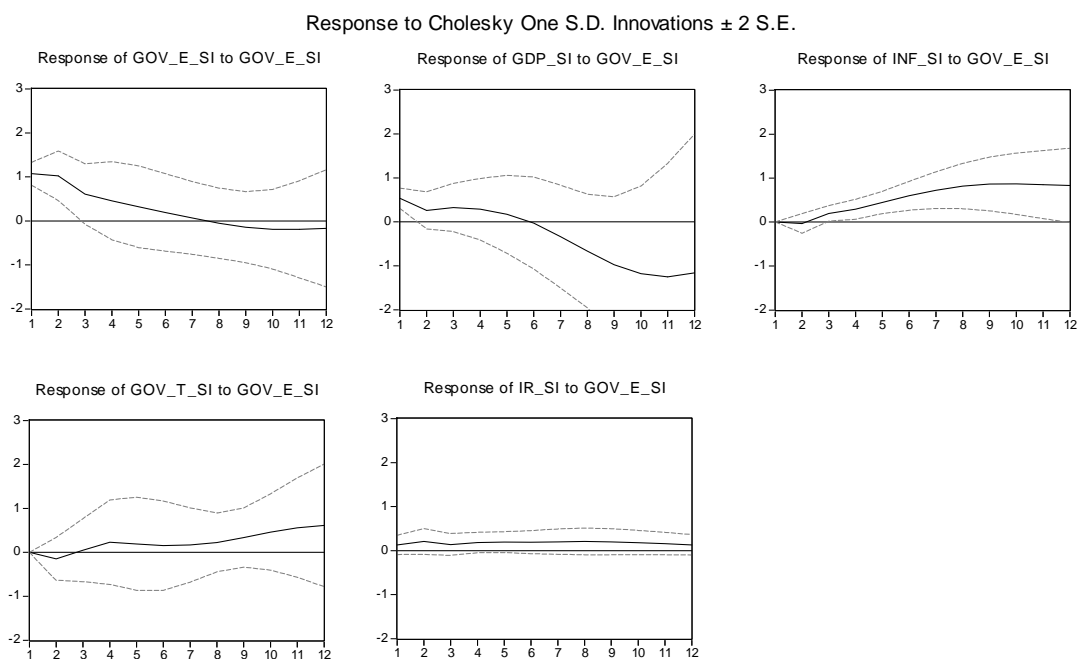 Response to Cholesky One S.D. Innovations ± 2 S.E.
Response of GOV_E_SI to GOV_E_SI
3
2
1
0
-1
-2
1 2 3 4 5 6 7 8 9 10 11 12
Response of GDP_SI to GOV_E_SI
3
2
1
0
-1
-2
1 2 3 4 5 6 7 8 9 10 11 12
Response of INF_SI to GOV_E_SI
3
2
1
0
-1
-2
1 2 3 4 5 6 7 8 9 10 11 12
Response of GOV_T_SI to GOV_E_SI
3
2
1
0
-1
-2
1 2 3 4 5 6 7 8 9 10 11 12
Response of IR_SI to GOV_E_SI
3
2
1
0
-1
-2
1 2 3 4 5 6 7 8 9 10 11 12